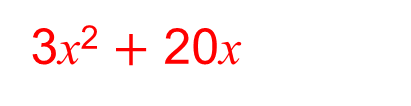 3x² + 20x